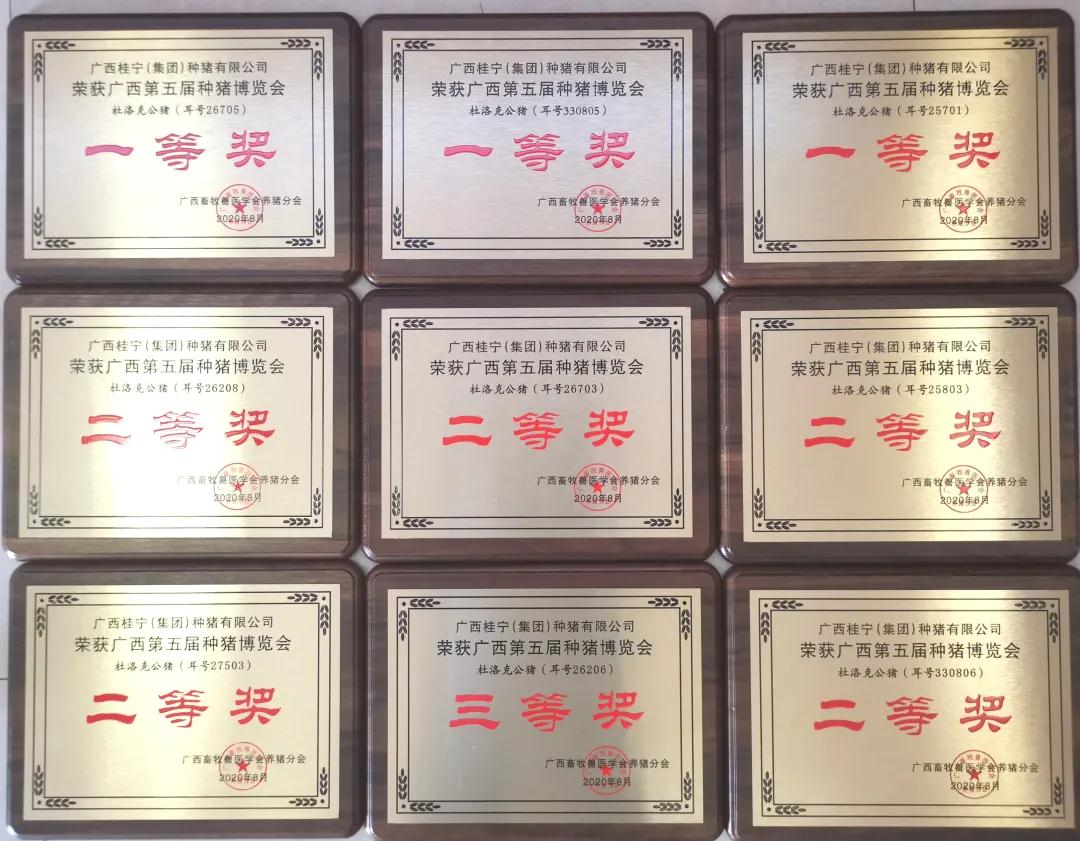 广西桂宁(集团)种猪有限公司
荣获广西第五届种猪博览会
杜洛克公猪(耳号26705)
一等奖
广西畜牧兽医学会养猪分会
2020年8月
广西桂宁(集团)种猪有限公司
荣获广西第五届种猪博览会
杜洛克公猪(耳号330805)
一等奖
广西畜牧兽医学会养猪分会
2020年8月
广西桂宁(集团)种猪有限公司
荣获广西第五届种猪博览会
杜洛克公猪(耳号25701)
一等奖
广西畜牧兽医学会养猪分会
2020年8月
广西桂宁(集团)种猪有限公司
荣获广西第五届种猪博览会
杜洛克公猪(耳号26208)
二等奖
广西畜牧兽医学会养猪分会
2020年8月
广西桂宁(集团)种猪有限公司
荣获广西第五届种猪博览会
杜洛克公猪(耳号26703)
二等奖
广西畜牧兽医学会养猪分会
2020年8月
广西桂宁(集团)种猪有限公司
荣获广西第五届种猪博览会
杜洛克公猪(耳号25803)
二等奖
广西畜牧兽医学会养猪分会
2020年8月
广西桂宁(集团)种猪有限公司
荣获广西第五届种猪博览会
杜洛克公猪(耳号27503)
二等奖
广西畜牧兽医学会养猪分会
2020年8月
广西桂宁(集团)种猪有限公司
荣获广西第五届种猪博览会
杜洛克公猪(耳号26206)
三等奖
广西畜牧兽医学会养猪分会
2020年8月
广西桂宁(集团)种猪有限公司
荣获广西第五届种猪博览会
杜洛克公猪(耳号330806)
二等奖
广西畜牧兽医学会养猪分会
2020年8月